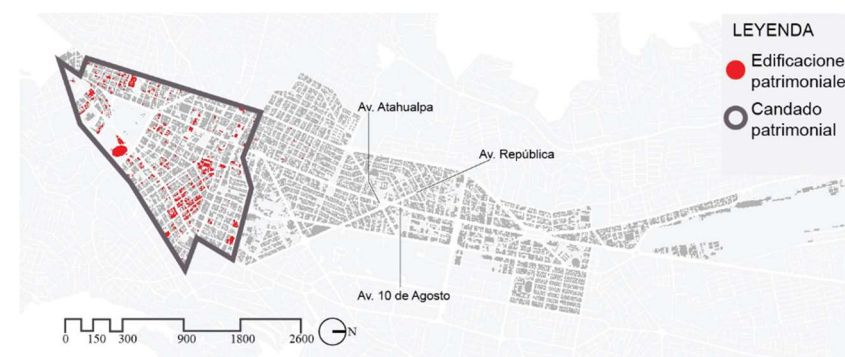 LEYENDA
Edificacione
patrimoniale
Candado
patrimonial
Av. Atahualpa
Av. República
Av. 10 de Agosto
0 150 300 900 1800 2600
N